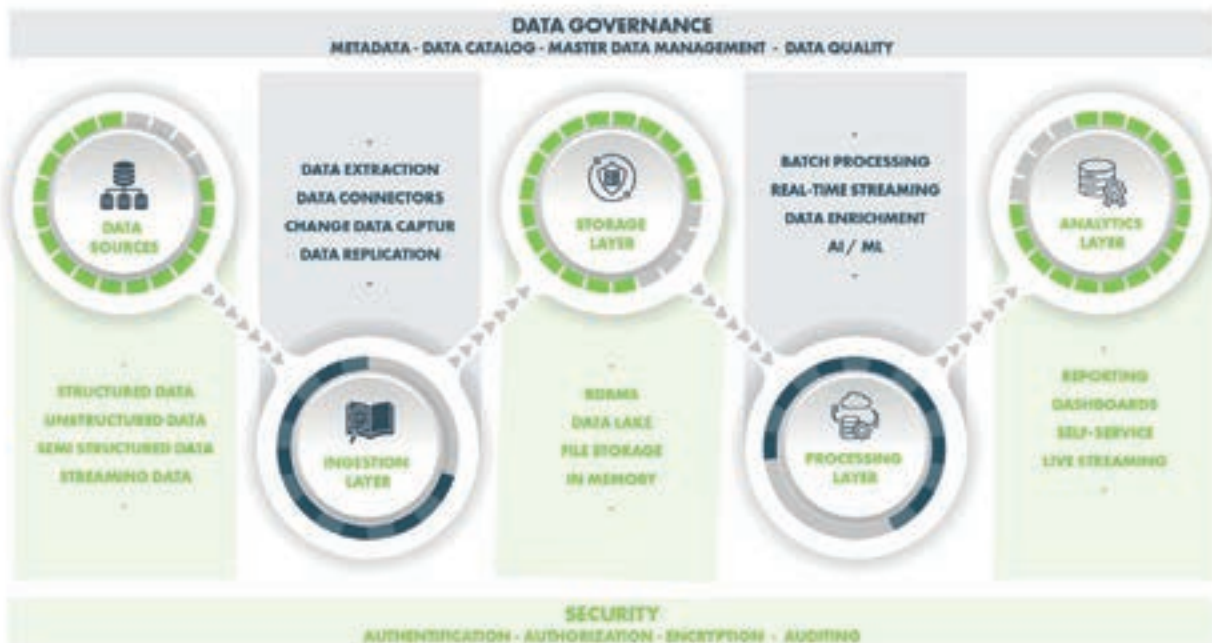 DATA GOVERNANCE
METADATA - DATA CATALOG - MASTER DATA MANAGEMENT - DATA QUALITY
DATA
SOURCES
STRUCTURED DATA
UNSTRUCTURED DATA
SEMI STRUCTURED DATA
STREAMING DATA
DATA EXTRACTION
DATA CONNECTORS
CHANGE DATA CAPTUR
DATA REPLICATION
INGESTION
LAYER
STORAGE
LAYER
RDBMS
DATA LAKE
FILE STORAGE
IN MEMORY
BATCH PROCESSING
REAL-TIME STREAMING
DATA ENRICHMENT
AI / ML
PROCESSING
LAYER
ANALYTICS
LAYER
REPORTING
DASHBOARDS
SELF-SERVICE
LIVE STREAMING
SECURITY
AUTHENTIFICATION - AUTHORIZATION - ENCRYPTION - AUDITING